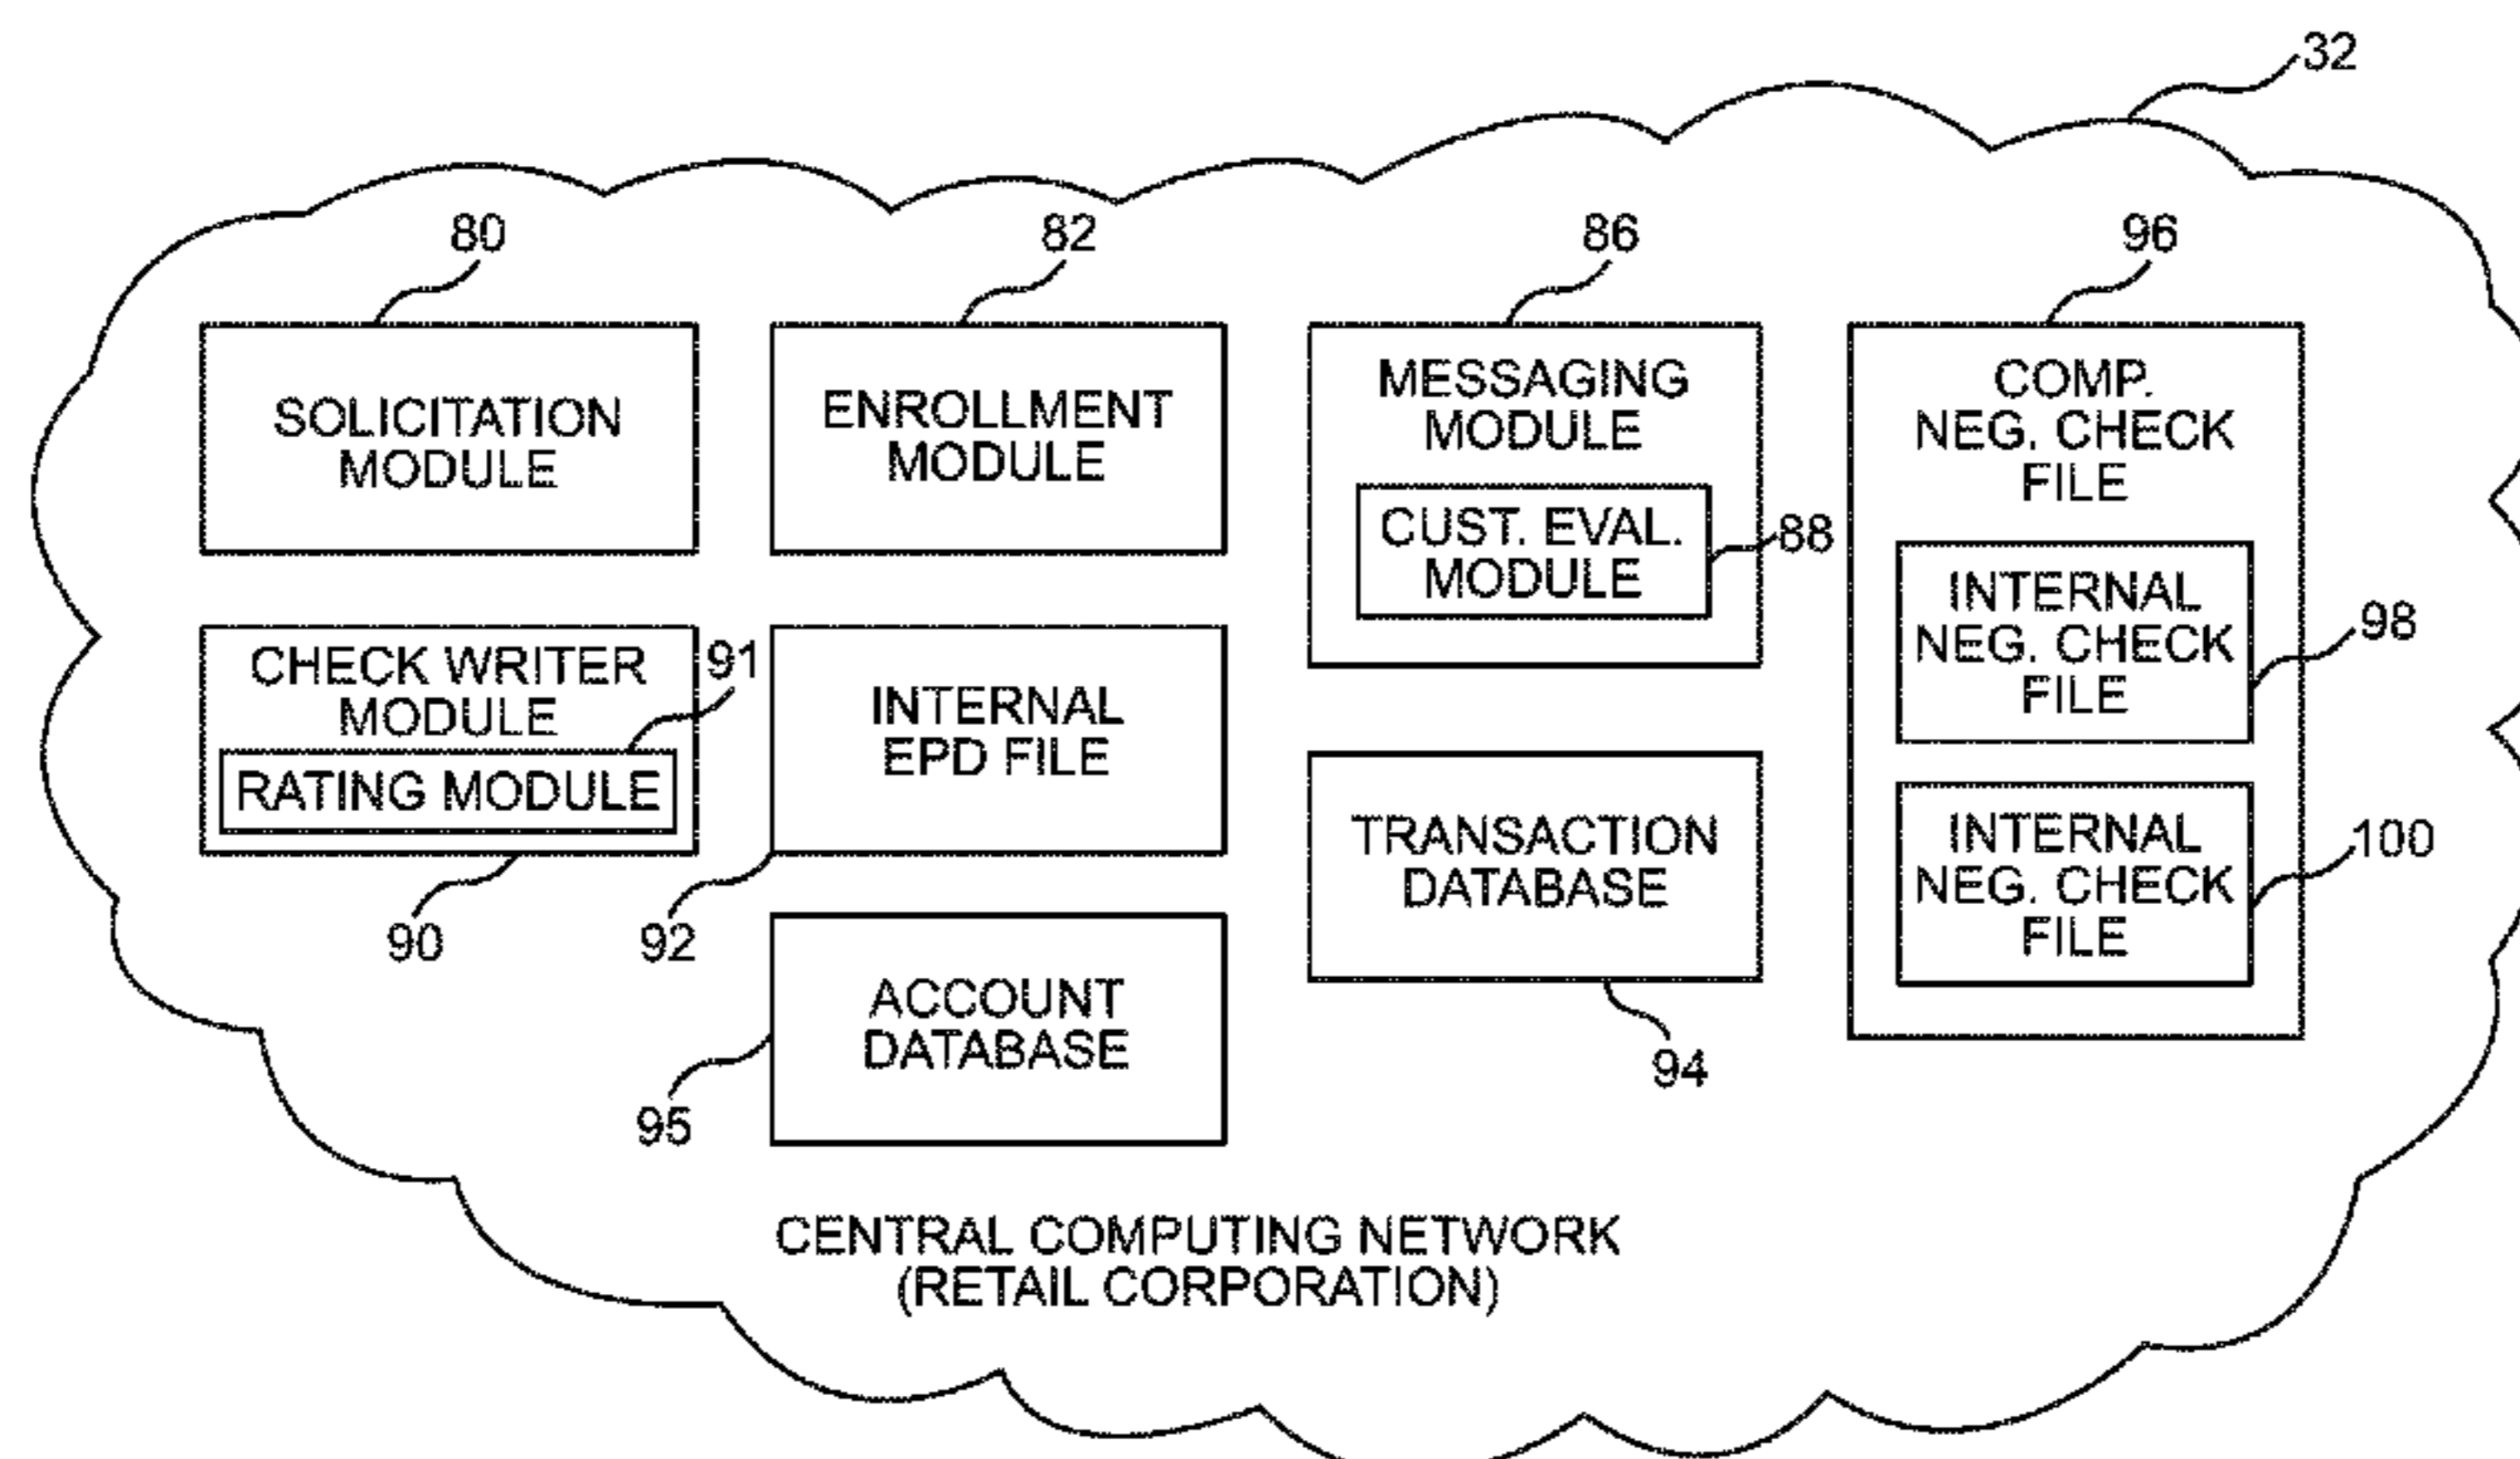 32
80
SOLICITATION
MODULE
82
ENROLLMENT
MODULE
86
MESSAGING
MODULE
CUST. EVAL.
MODULE
88
96
COMP.
NEG. CHECK
FILE
INTERNAL
NEG. CHECK
FILE
98
INTERNAL
NEG. CHECK
FILE
100
CHECK WRITER
MODULE
91
RATING MODULE
90
INTERNAL
EPD FILE
92
TRANSACTION
DATABASE
94
ACCOUNT
DATABASE
95
CENTRAL COMPUTING NETWORK
(RETAIL CORPORATION)